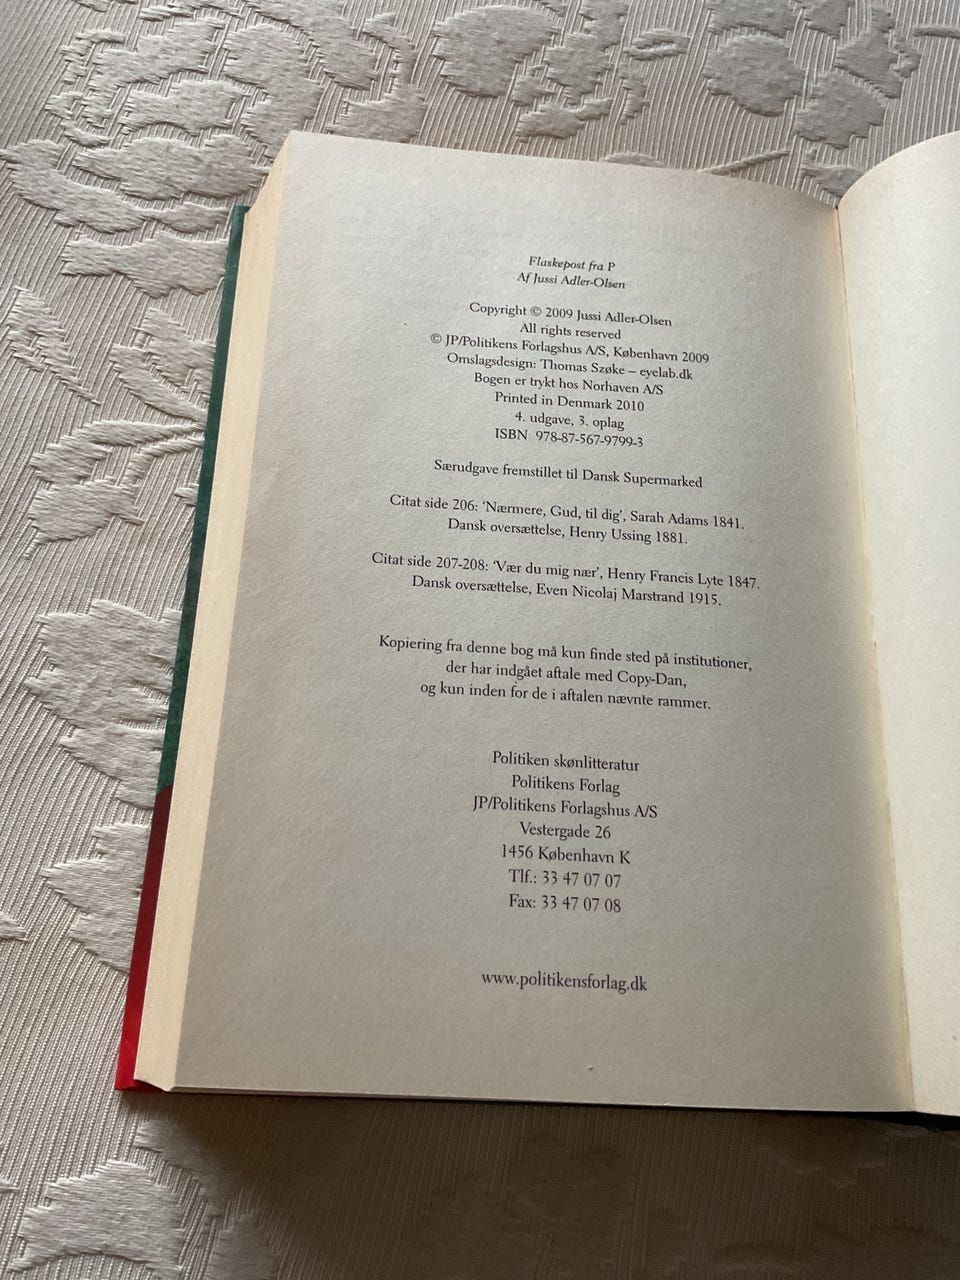 Flaskepost fra P
Af Jussi Adler-Olsen
Copyright © 2009 Jussi Adler-Olsen
All rights reserved
© JP/Politikens Forlagshus A/S, København 2009
Omslagsdesign: Thomas Szøke – eyelab.dk
Bogen er trykt hos Norhaven A/S
Printed in Denmark 2010
4. udgave, 3. oplag
ISBN 978-87-567-9799-3
Særudgave fremstillet til Dansk Supermarked
Citat side 206: ‘Nærmere, Gud, til dig’, Sarah Adams 1841.
Dansk oversættelse, Henry Ussing 1881.
Citat side 207-208: ‘Vær du mig nær’, Henry Francis Lyte 1847.
Dansk oversættelse, Even Nicolaj Marstrand 1915.
Kopiering fra denne bog må kun finde sted på institutioner,
der har indgået aftale med Copy-Dan,
og kun inden for de i aftalen nævnte rammer.
Politiken skønlitteratur
Politikens Forlag
JP/Politikens Forlagshus A/S
Vestergade 26
1456 København K
Tlf.: 33 47 07 07
Fax: 33 47 07 08
www.politikensforlag.dk